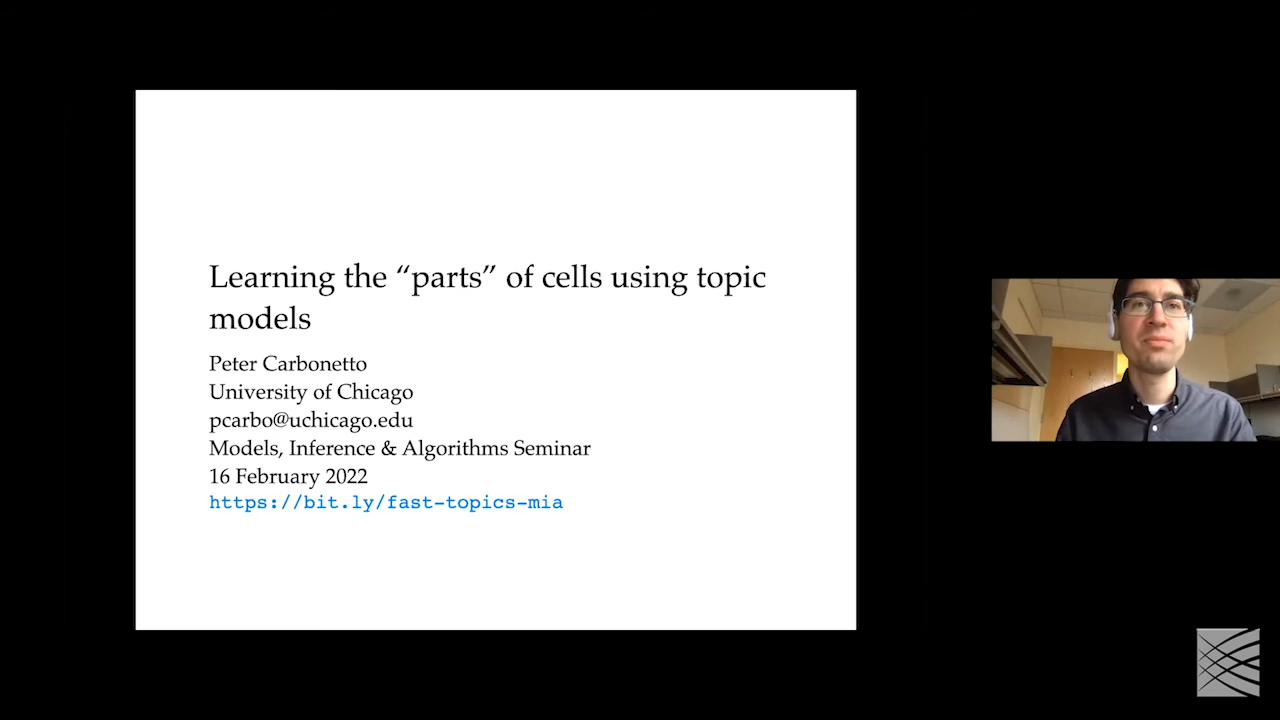 Learning the “parts” of cells using topic
models
Peter Carbonetto
University of Chicago
pcarbo@uchicago.edu
Models, Inference & Algorithms Seminar
16 February 2022
https://bit.ly/fast-topics-mia